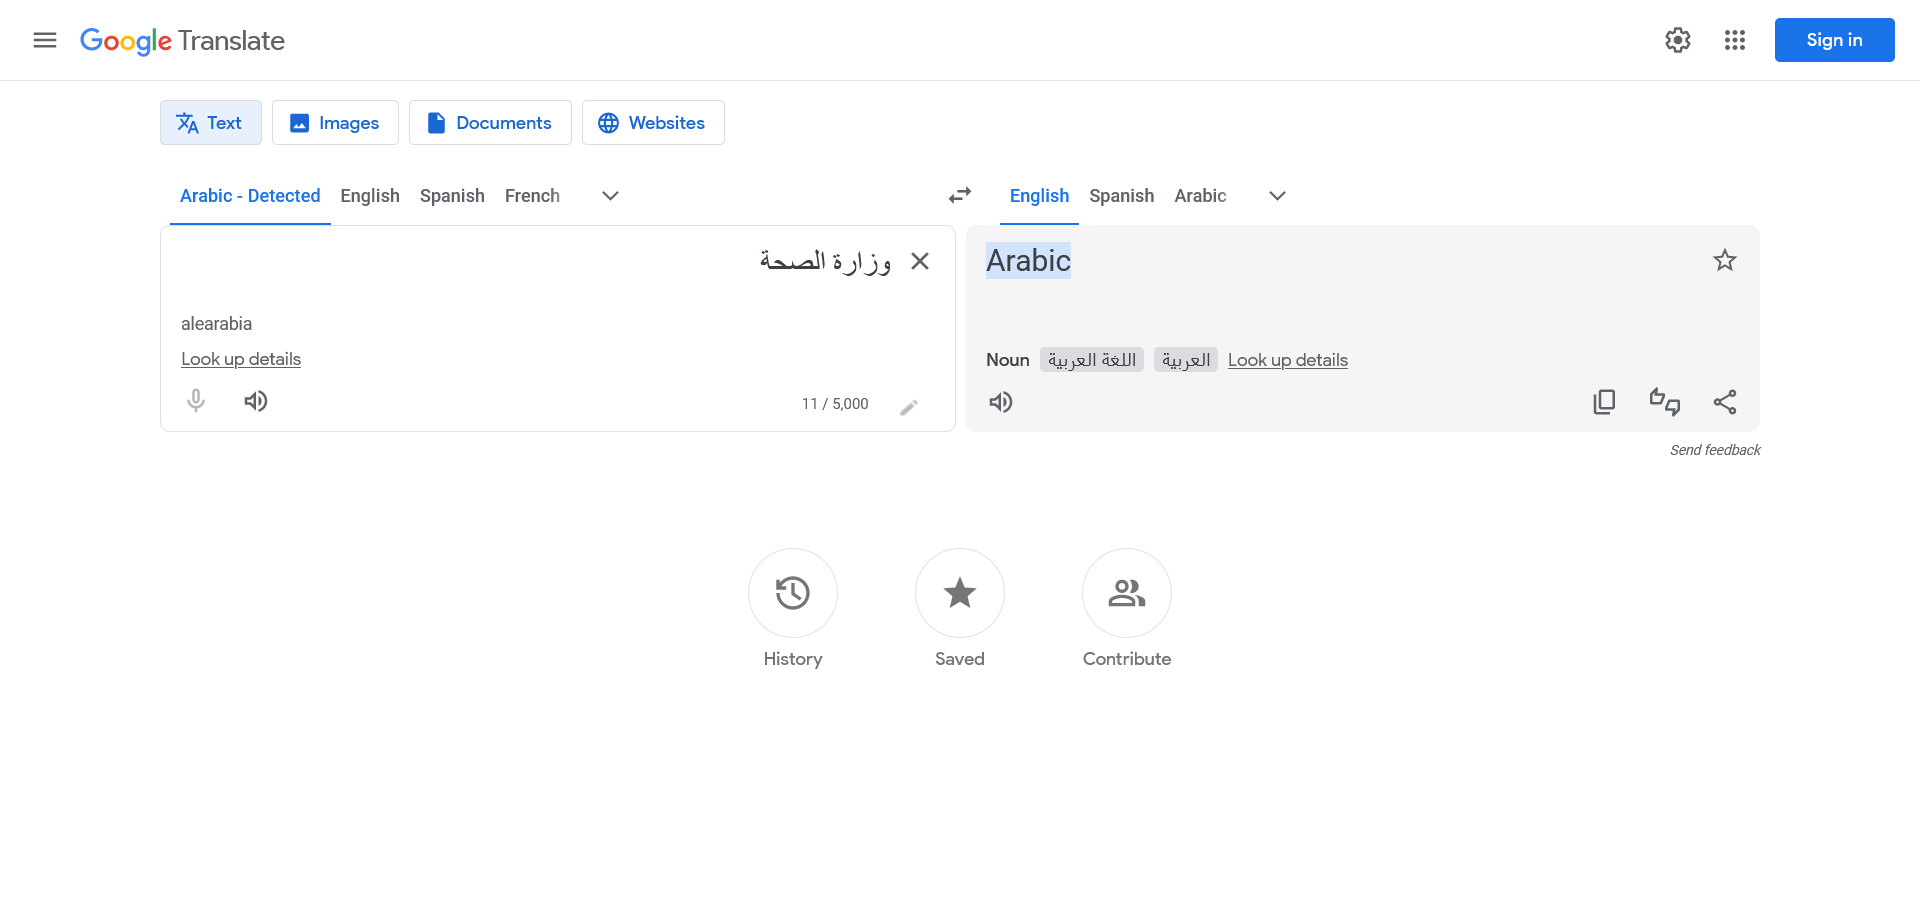 Google Translate
Sign in
Text
Images
Documents
Websites
Arabic - Detected
English
Spanish
French
English
Spanish
Arabic
وزارة الصحة
alearabia
Look up details
11 / 5,000
Arabic
Noun اللغة العربية العربية Look up details
Send feedback
History
Saved
Contribute